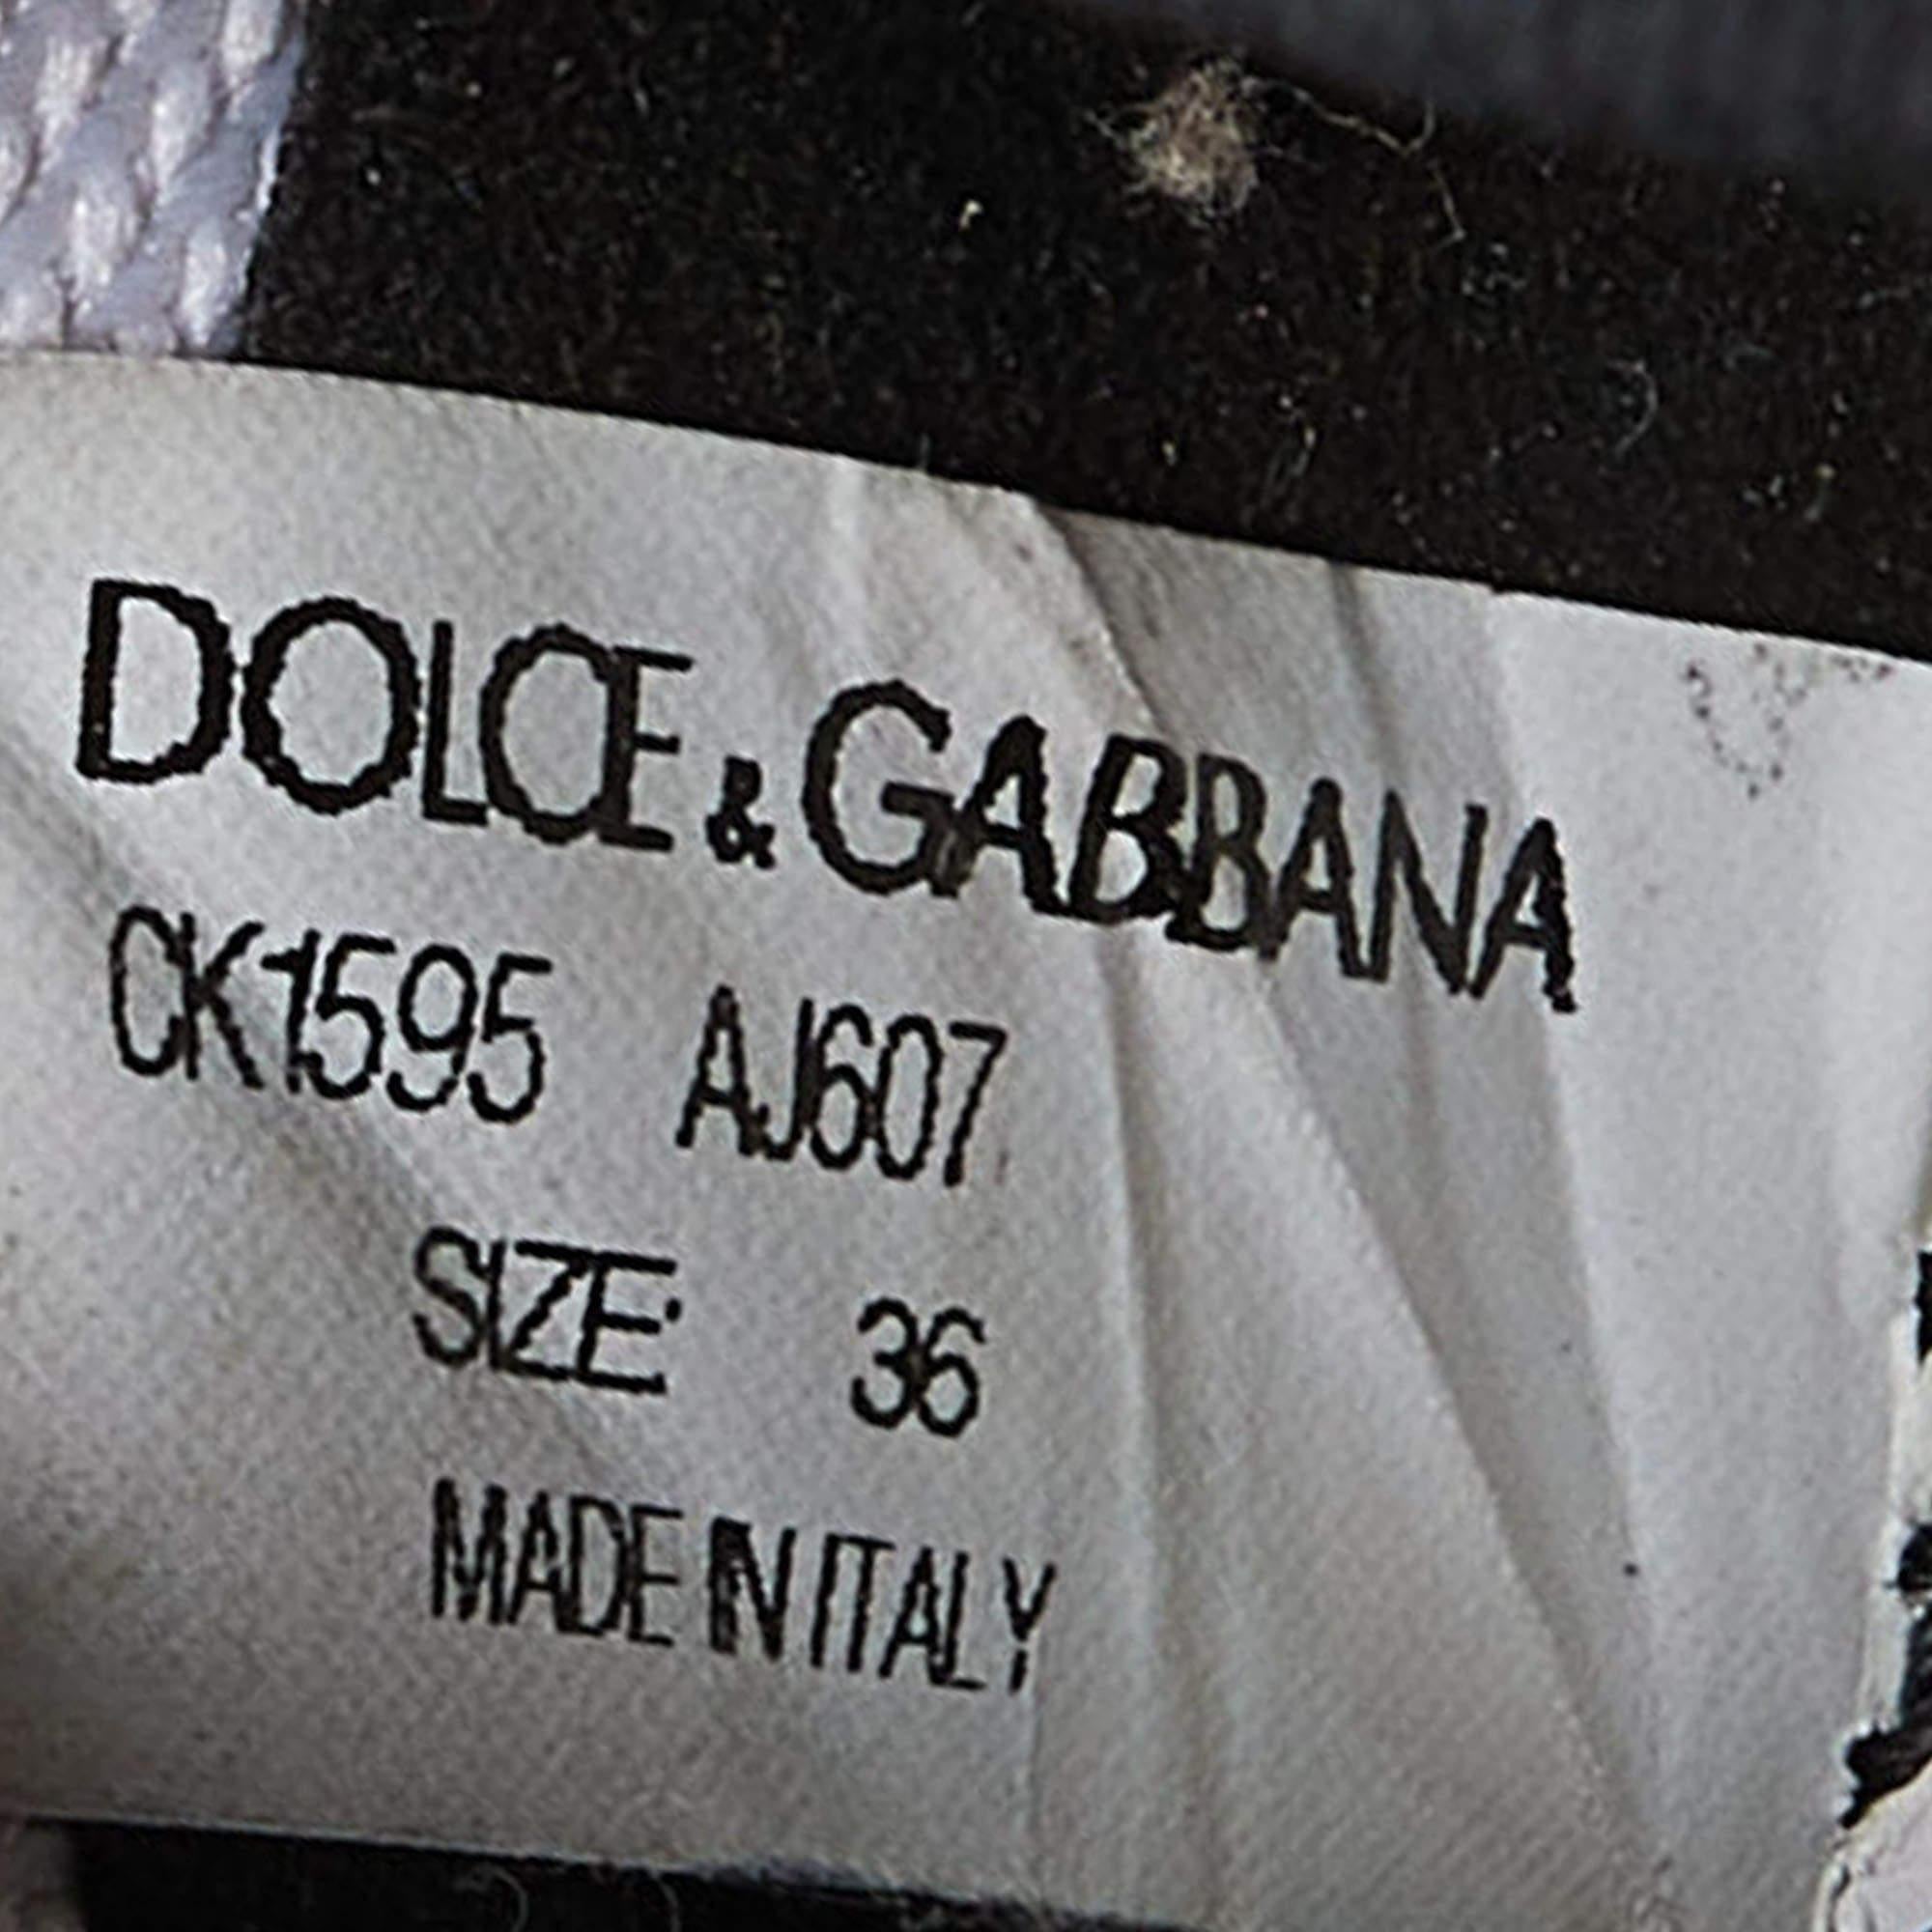 DOLCE & GABBANA
CK1595 AJ607
SIZE: 36
MADE IN ITALY